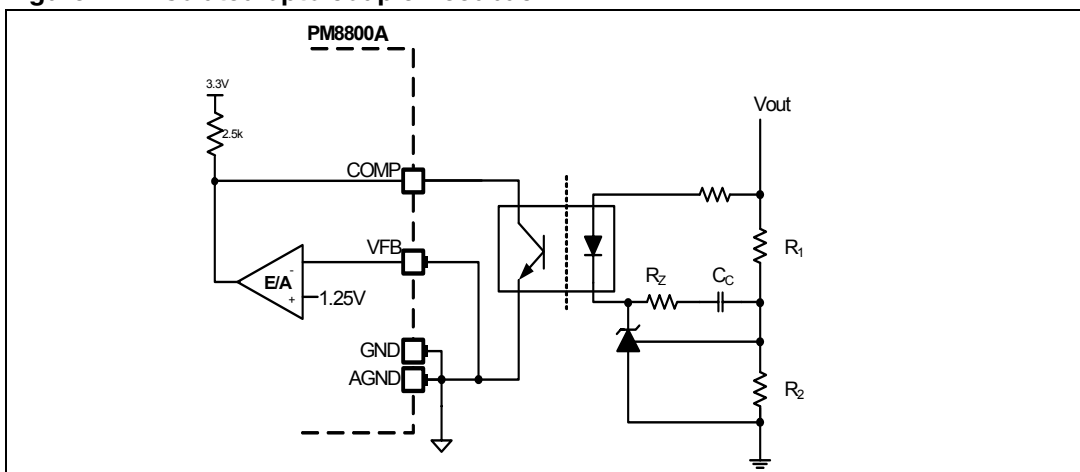 PM8800A
3.3V
2.5k
Vout
COMP
VFB
E/A
-
+
1.25V
GND
AGND
R1
RZ
CC
R2